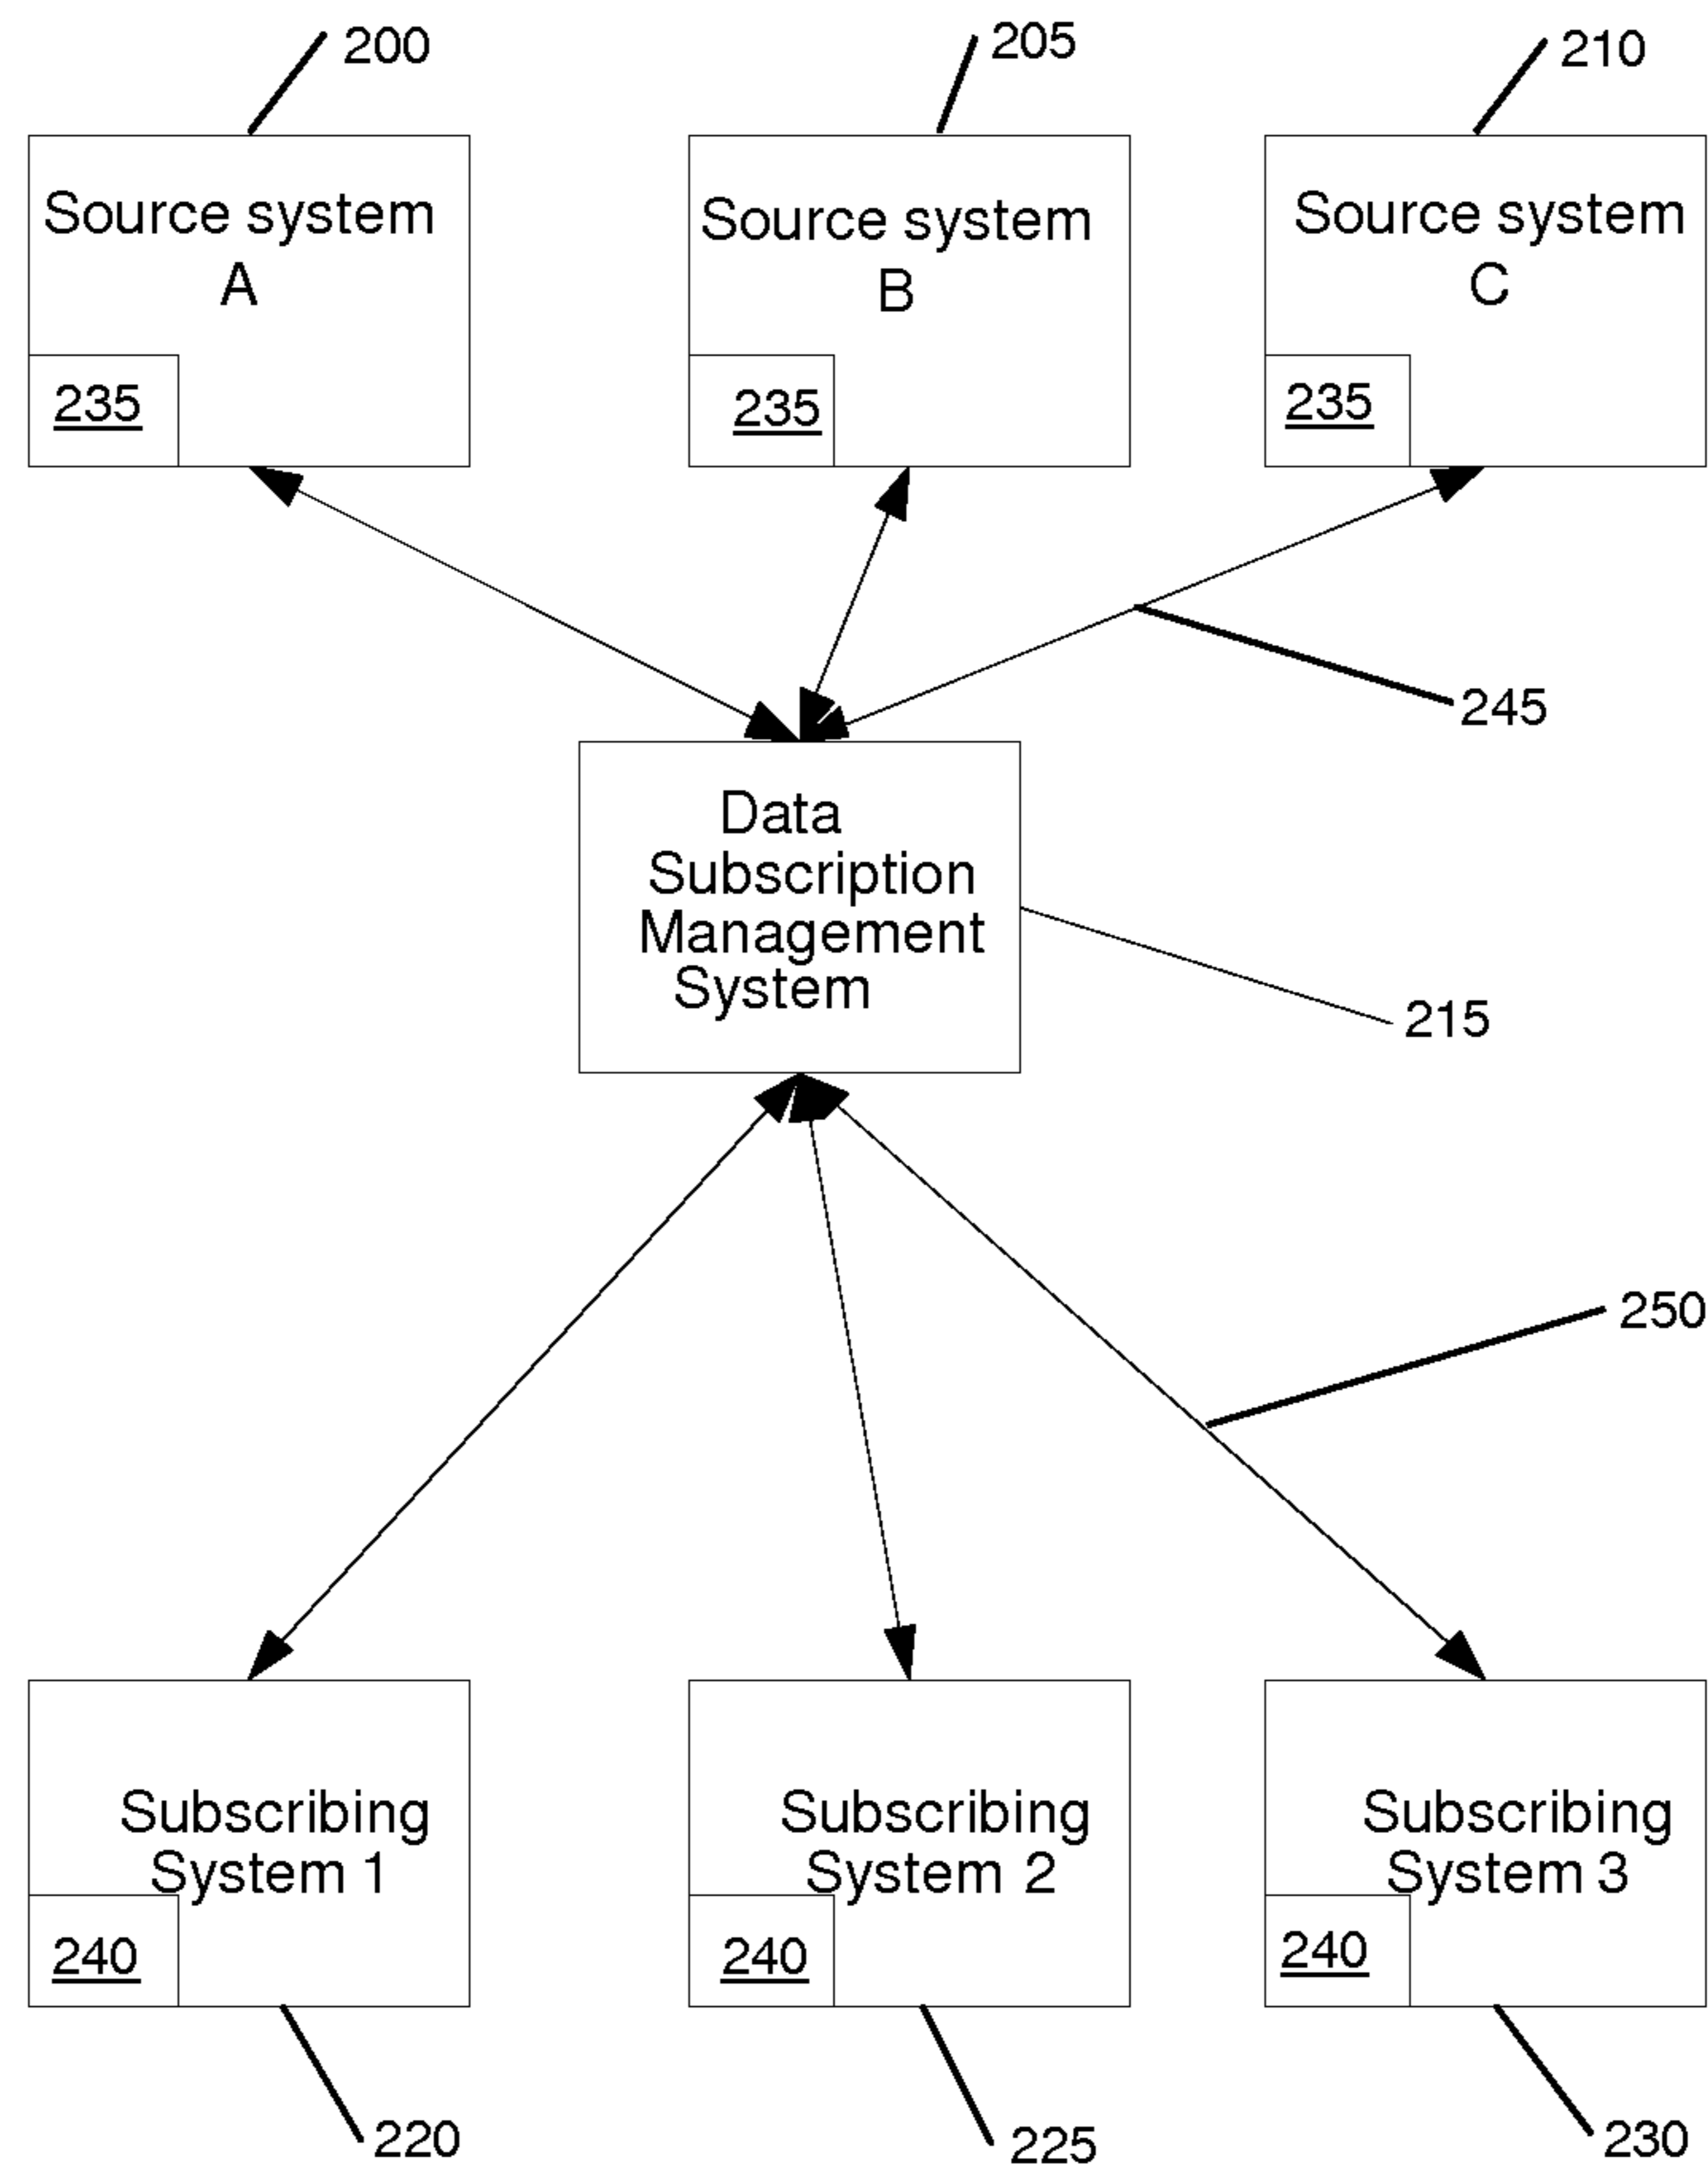 200
205
210
Source system
A
Source system
B
Source system
C
235
235
235
245
Data
Subscription
Management
System
215
250
Subscribing
System 1
Subscribing
System 2
Subscribing
System 3
240
240
240
220
225
230